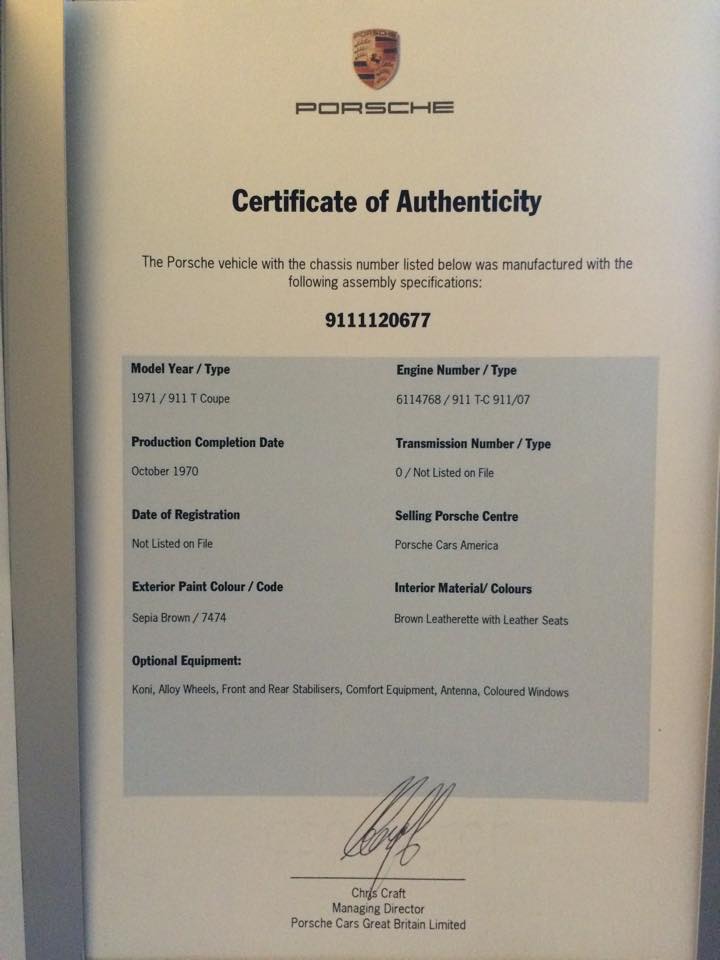 PORSCHE
PORSCHE
Certificate of Authenticity
The Porsche vehicle with the chassis number listed below was manufactured with the
following assembly specifications:
9111120677
Model Year / Type
1971 / 911 T Coupe
Engine Number / Type
6114768 / 911 T-C 911/07
Production Completion Date
October 1970
Transmission Number / Type
0 / Not Listed on File
Date of Registration
Not Listed on File
Selling Porsche Centre
Porsche Cars America
Exterior Paint Colour / Code
Sepia Brown / 7474
Interior Material/ Colours
Brown Leatherette with Leather Seats
Optional Equipment:
Koni, Alloy Wheels, Front and Rear Stabilisers, Comfort Equipment, Antenna, Coloured Windows
Chris Craft
Managing Director
Porsche Cars Great Britain Limited